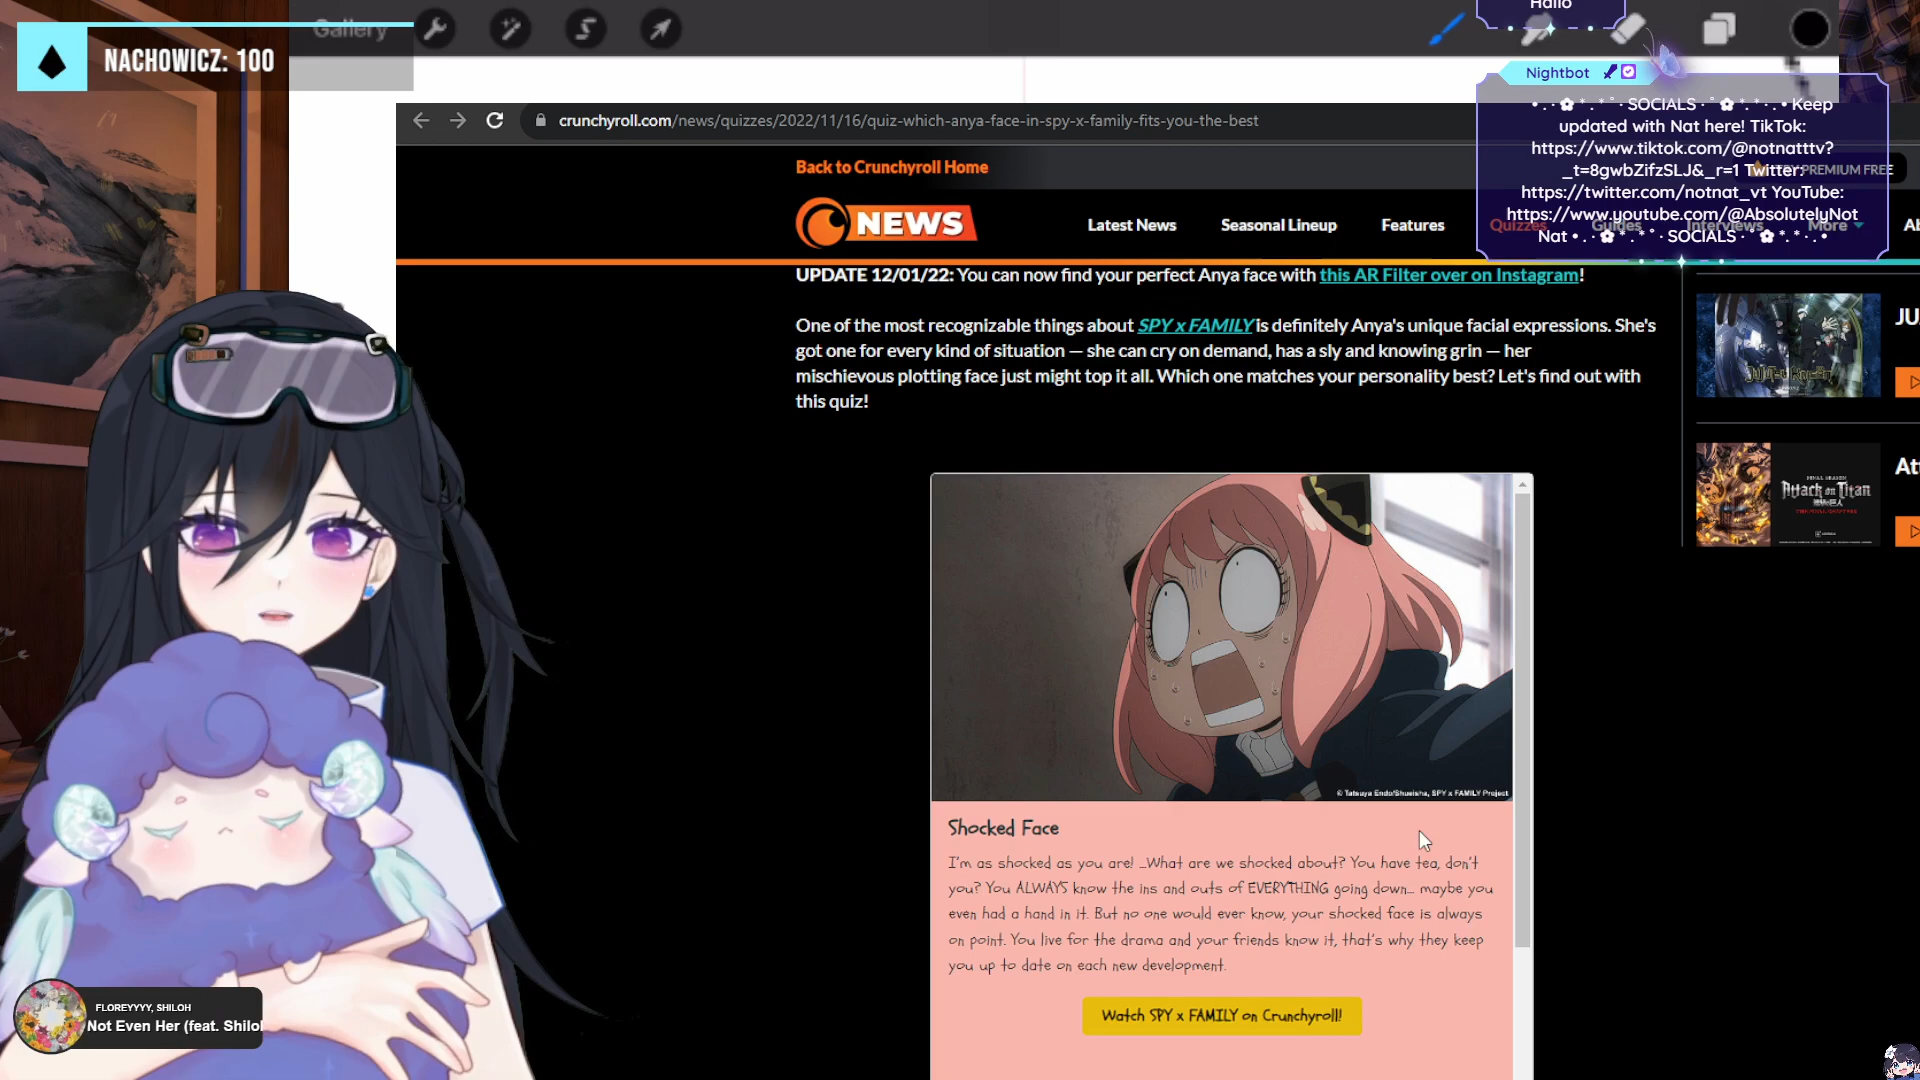 Gallery
NACHOWICZ: 100
Hallo
Nightbot
• . · ✿ * . * ˚ · SOCIALS · ˚ ✿ *. * · . • Keep
updated with Nat here! TikTok:
https://www.tiktok.com/@notnatttv?
_t=8gwbZifzSLJ&_r=1 Twitter:
https://twitter.com/notnat_vt YouTube:
https://www.youtube.com/@AbsolutelyNot
Nat • . · ✿ * . * ˚ · SOCIALS · ˚ ✿ *. * · . •
crunchyroll.com/news/quizzes/2022/11/16/quiz-which-anya-face-in-spy-x-family-fits-you-the-best
Back to Crunchyroll Home
PREMIUM FREE
NEWS
Latest News
Seasonal Lineup
Features
Quizzes
Guides
Interviews
More
UPDATE 12/01/22: You can now find your perfect Anya face with this AR Filter over on Instagram!
One of the most recognizable things about SPY x FAMILY is definitely Anya's unique facial expressions. She's
got one for every kind of situation — she can cry on demand, has a sly and knowing grin — her
mischievous plotting face just might top it all. Which one matches your personality best? Let's find out with
this quiz!
JU
Att
Attack on Titan
© Tatsuya Endo/Shueisha, SPY x FAMILY Project
Shocked Face
I'm as shocked as you are! ...What are we shocked about? You have tea, don't
you? You ALWAYS know the ins and outs of EVERYTHING going down... maybe you
even had a hand in it. But no one would ever know, your shocked face is always
on point. You live for the drama and your friends know it, that's why they keep
you up to date on each new development.
Watch SPY x FAMILY on Crunchyroll!
FLOREYYYY, SHILOH
Not Even Her (feat. Shiloh